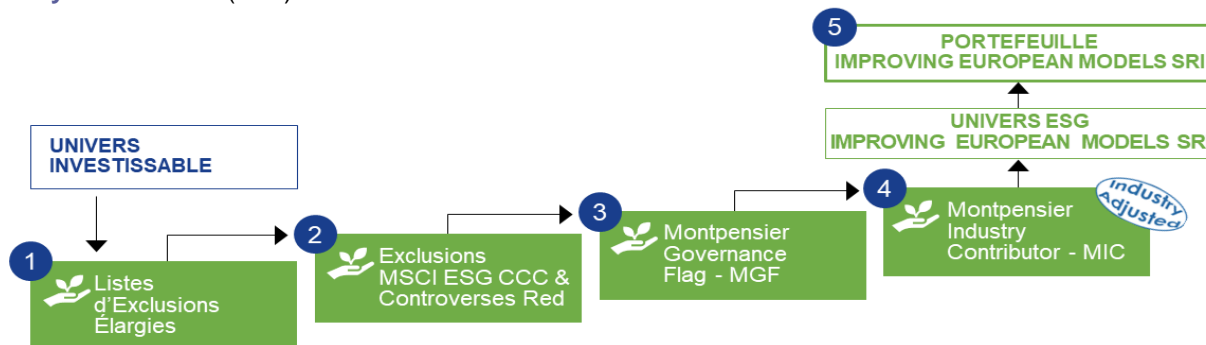 UNIVERS
INVESTISSABLE
1
Listes
d'Exclusions
Élargies
2
Exclusions
MSCI ESG CCC &
Controverses Red
3
Montpensier
Governance
Flag - MGF
4
Montpensier
Industry
Contributor - MIC
Industry
Adjusted
UNIVERS ESG
IMPROVING EUROPEAN MODELS SR
5
PORTEFEUILLE
IMPROVING EUROPEAN MODELS SRI